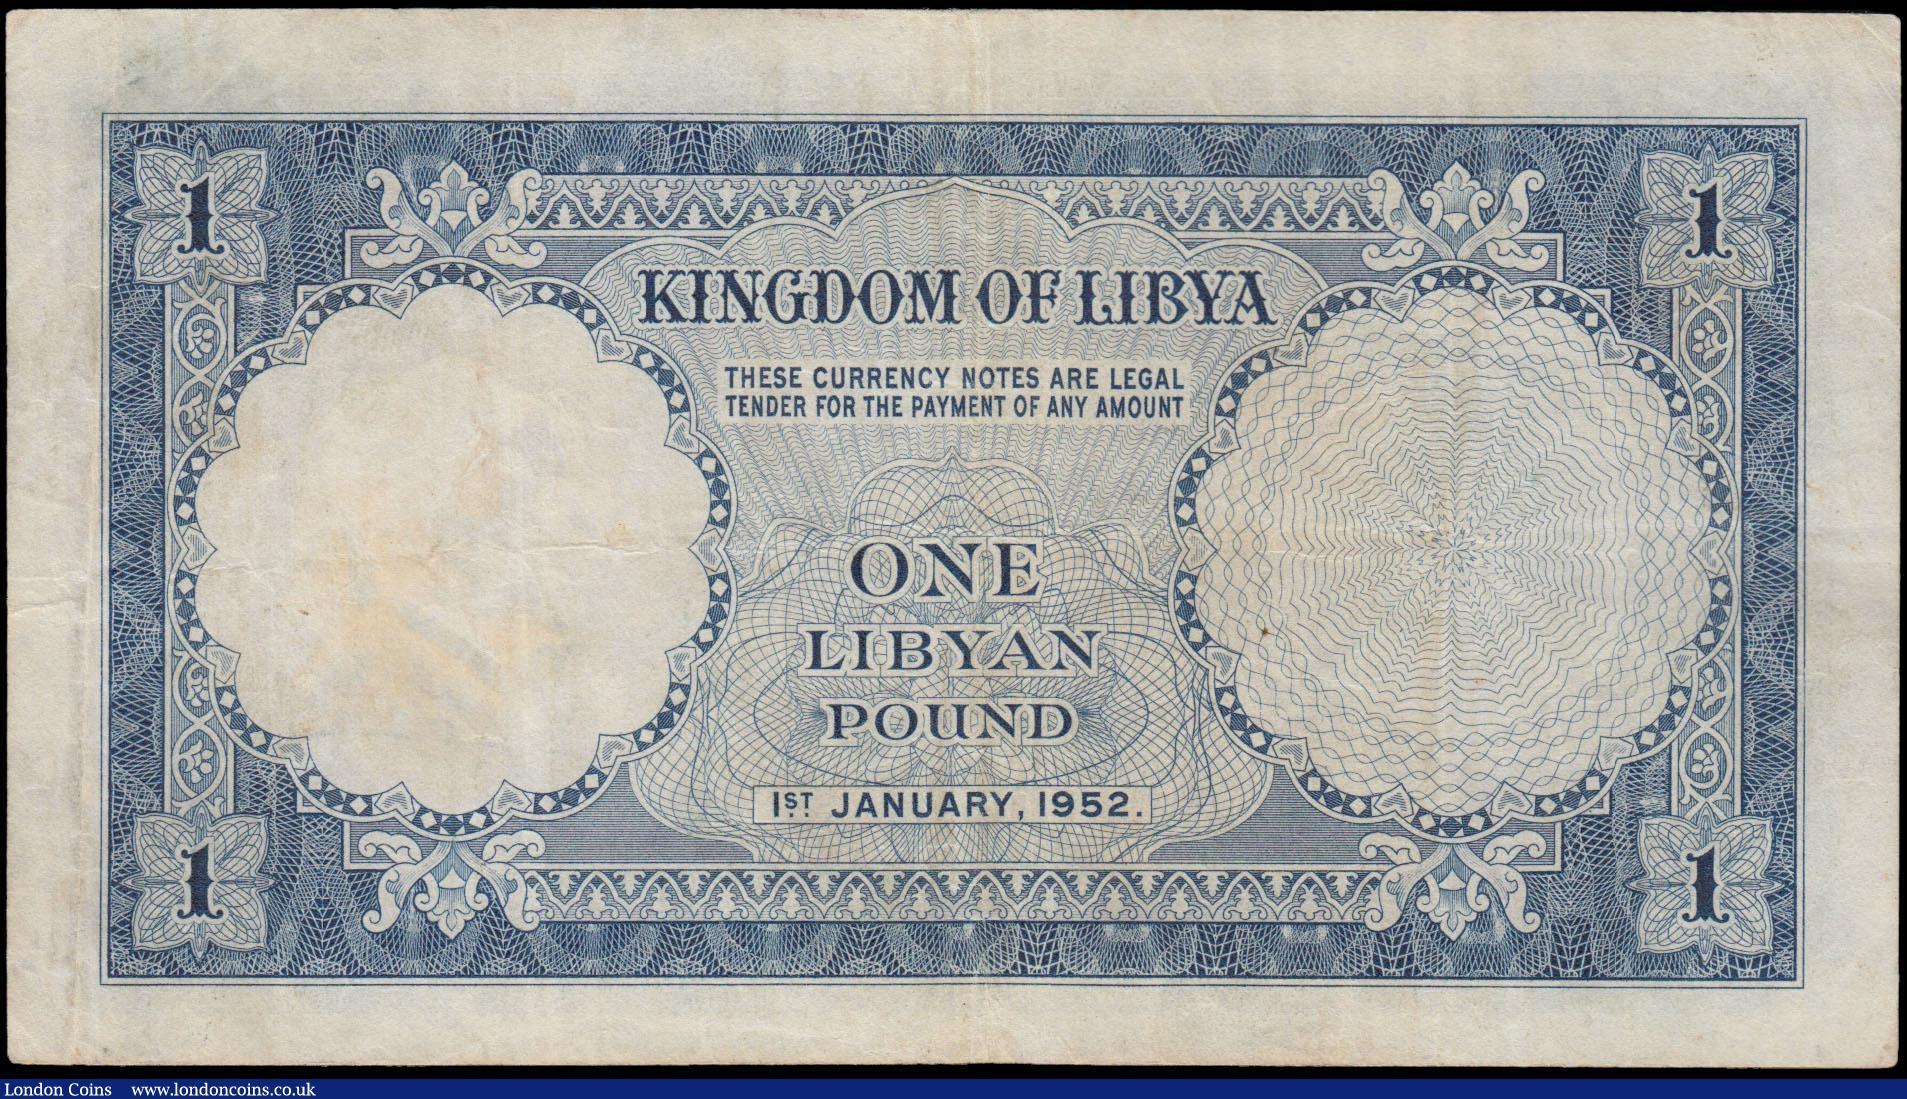 1 1
KINGDOM OF LIBYA
THESE CURRENCY NOTES ARE LEGAL
TENDER FOR THE PAYMENT OF ANY AMOUNT
ONE
LIBYAN
POUND
1ST. JANUARY, 1952.
1 1
London Coins www.londoncoins.co.uk